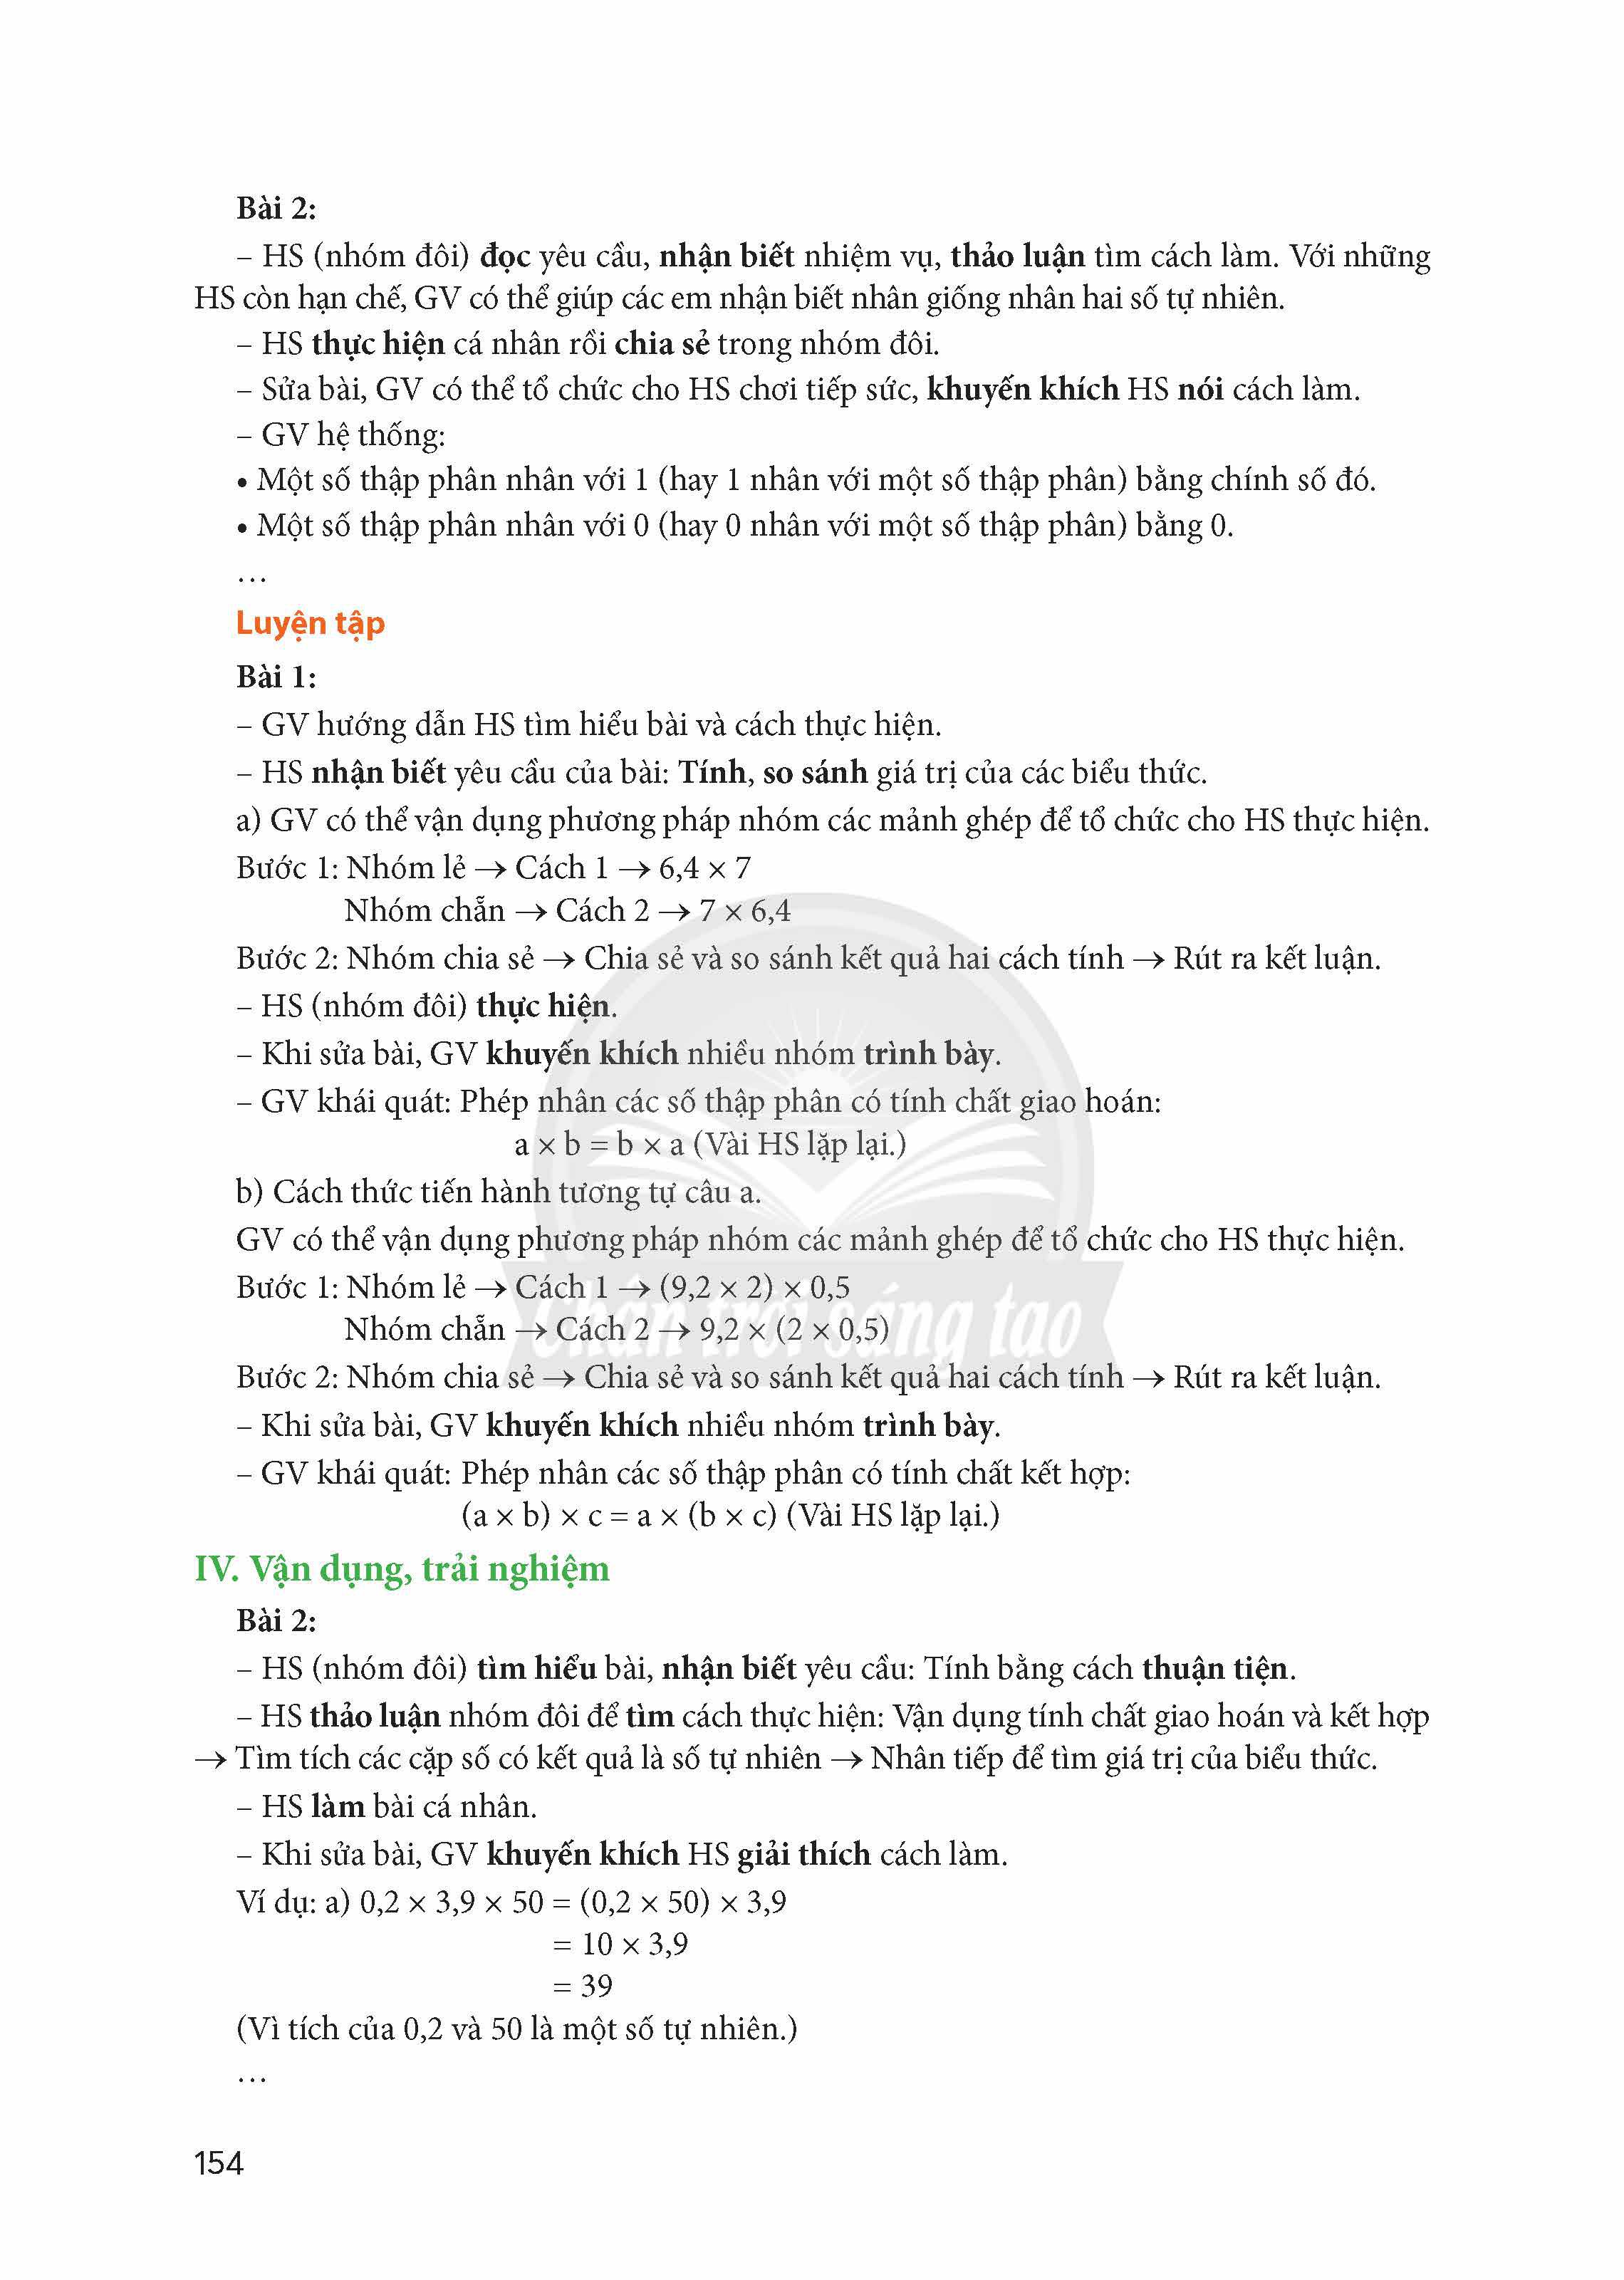 Bài 2:
– HS (nhóm đôi) đọc yêu cầu, nhận biết nhiệm vụ, thảo luận tìm cách làm. Với những
HS còn hạn chế, GV có thể giúp các em nhận biết nhân giống nhân hai số tự nhiên.
– HS thực hiện cá nhân rồi chia sẻ trong nhóm đôi.
– Sửa bài, GV có thể tổ chức cho HS chơi tiếp sức, khuyến khích HS nói cách làm.
– GV hệ thống:
• Một số thập phân nhân với 1 (hay 1 nhân với một số thập phân) bằng chính số đó.
• Một số thập phân nhân với 0 (hay 0 nhân với một số thập phân) bằng 0.
…
Luyện tập
Bài 1:
– GV hướng dẫn HS tìm hiểu bài và cách thực hiện.
– HS nhận biết yêu cầu của bài: Tính, so sánh giá trị của các biểu thức.
a) GV có thể vận dụng phương pháp nhóm các mảnh ghép để tổ chức cho HS thực hiện.
Bước 1: Nhóm lẻ → Cách 1 → 6,4 × 7
Nhóm chẵn → Cách 2 → 7 × 6,4
Bước 2: Nhóm chia sẻ → Chia sẻ và so sánh kết quả hai cách tính → Rút ra kết luận.
– HS (nhóm đôi) thực hiện.
– Khi sửa bài, GV khuyến khích nhiều nhóm trình bày.
– GV khái quát: Phép nhân các số thập phân có tính chất giao hoán:
a × b = b × a (Vài HS lặp lại.)
b) Cách thức tiến hành tương tự câu a.
GV có thể vận dụng phương pháp nhóm các mảnh ghép để tổ chức cho HS thực hiện.
Bước 1: Nhóm lẻ → Cách 1 → (9,2 × 2) × 0,5
Nhóm chẵn → Cách 2 → 9,2 × (2 × 0,5)
Chân trời sáng tạo
Bước 2: Nhóm chia sẻ → Chia sẻ và so sánh kết quả hai cách tính → Rút ra kết luận.
– Khi sửa bài, GV khuyến khích nhiều nhóm trình bày.
– GV khái quát: Phép nhân các số thập phân có tính chất kết hợp:
(a × b) × c = a × (b × c) (Vài HS lặp lại.)
IV. Vận dụng, trải nghiệm
Bài 2:
– HS (nhóm đôi) tìm hiểu bài, nhận biết yêu cầu: Tính bằng cách thuận tiện.
– HS thảo luận nhóm đôi để tìm cách thực hiện: Vận dụng tính chất giao hoán và kết hợp
→ Tìm tích các cặp số có kết quả là số tự nhiên → Nhân tiếp để tìm giá trị của biểu thức.
– HS làm bài cá nhân.
– Khi sửa bài, GV khuyến khích HS giải thích cách làm.
Ví dụ: a) 0,2 × 3,9 × 50 = (0,2 × 50) × 3,9
= 10 × 3,9
= 39
(Vì tích của 0,2 và 50 là một số tự nhiên.)
…
154